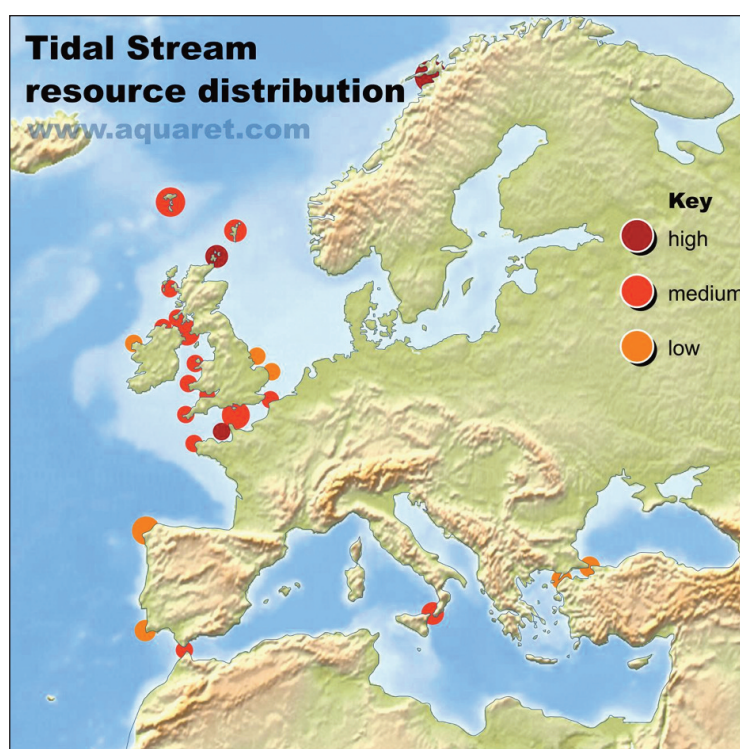 Tidal Stream
resource distribution
www.aquaret.com
Key
high
medium
low